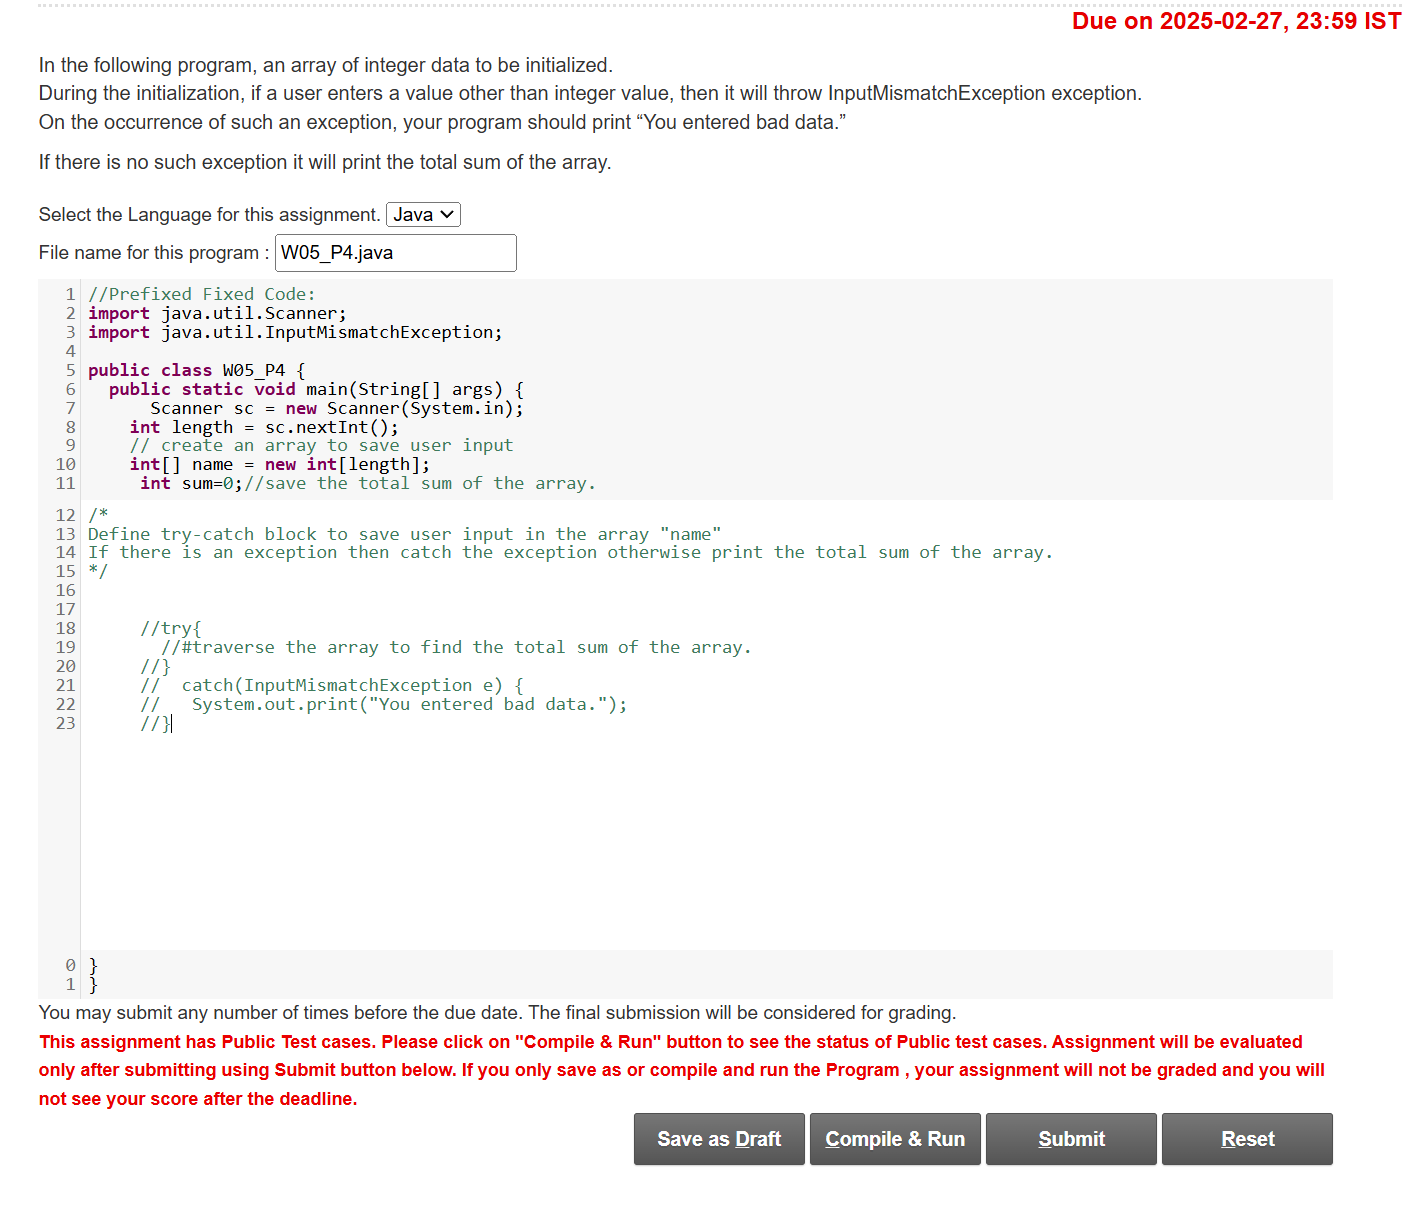 Due on 2025-02-27, 23:59 IST
In the following program, an array of integer data to be initialized.
During the initialization, if a user enters a value other than integer value, then it will throw InputMismatchException exception.
On the occurrence of such an exception, your program should print “You entered bad data.”
If there is no such exception it will print the total sum of the array.
Select the Language for this assignment. Java
File name for this program : W05_P4.java
1 //Prefixed Fixed Code:
2 import java.util.Scanner;
3 import java.util.InputMismatchException;
4
5 public class W05_P4 {
6   public static void main(String[] args) {
7       Scanner sc = new Scanner(System.in);
8     int length = sc.nextInt();
9     // create an array to save user input
10     int[] name = new int[length];
11      int sum=0;//save the total sum of the array.
12 /*
13 Define try-catch block to save user input in the array "name"
14 If there is an exception then catch the exception otherwise print the total sum of the array.
15 */
16
17
18      //try{
19        //#traverse the array to find the total sum of the array.
20      //}
21      //  catch(InputMismatchException e) {
22      //   System.out.print("You entered bad data.");
23      //}
0 }
1 }
You may submit any number of times before the due date. The final submission will be considered for grading.
This assignment has Public Test cases. Please click on "Compile & Run" button to see the status of Public test cases. Assignment will be evaluated
only after submitting using Submit button below. If you only save as or compile and run the Program , your assignment will not be graded and you will
not see your score after the deadline.
Save as Draft Compile & Run Submit Reset